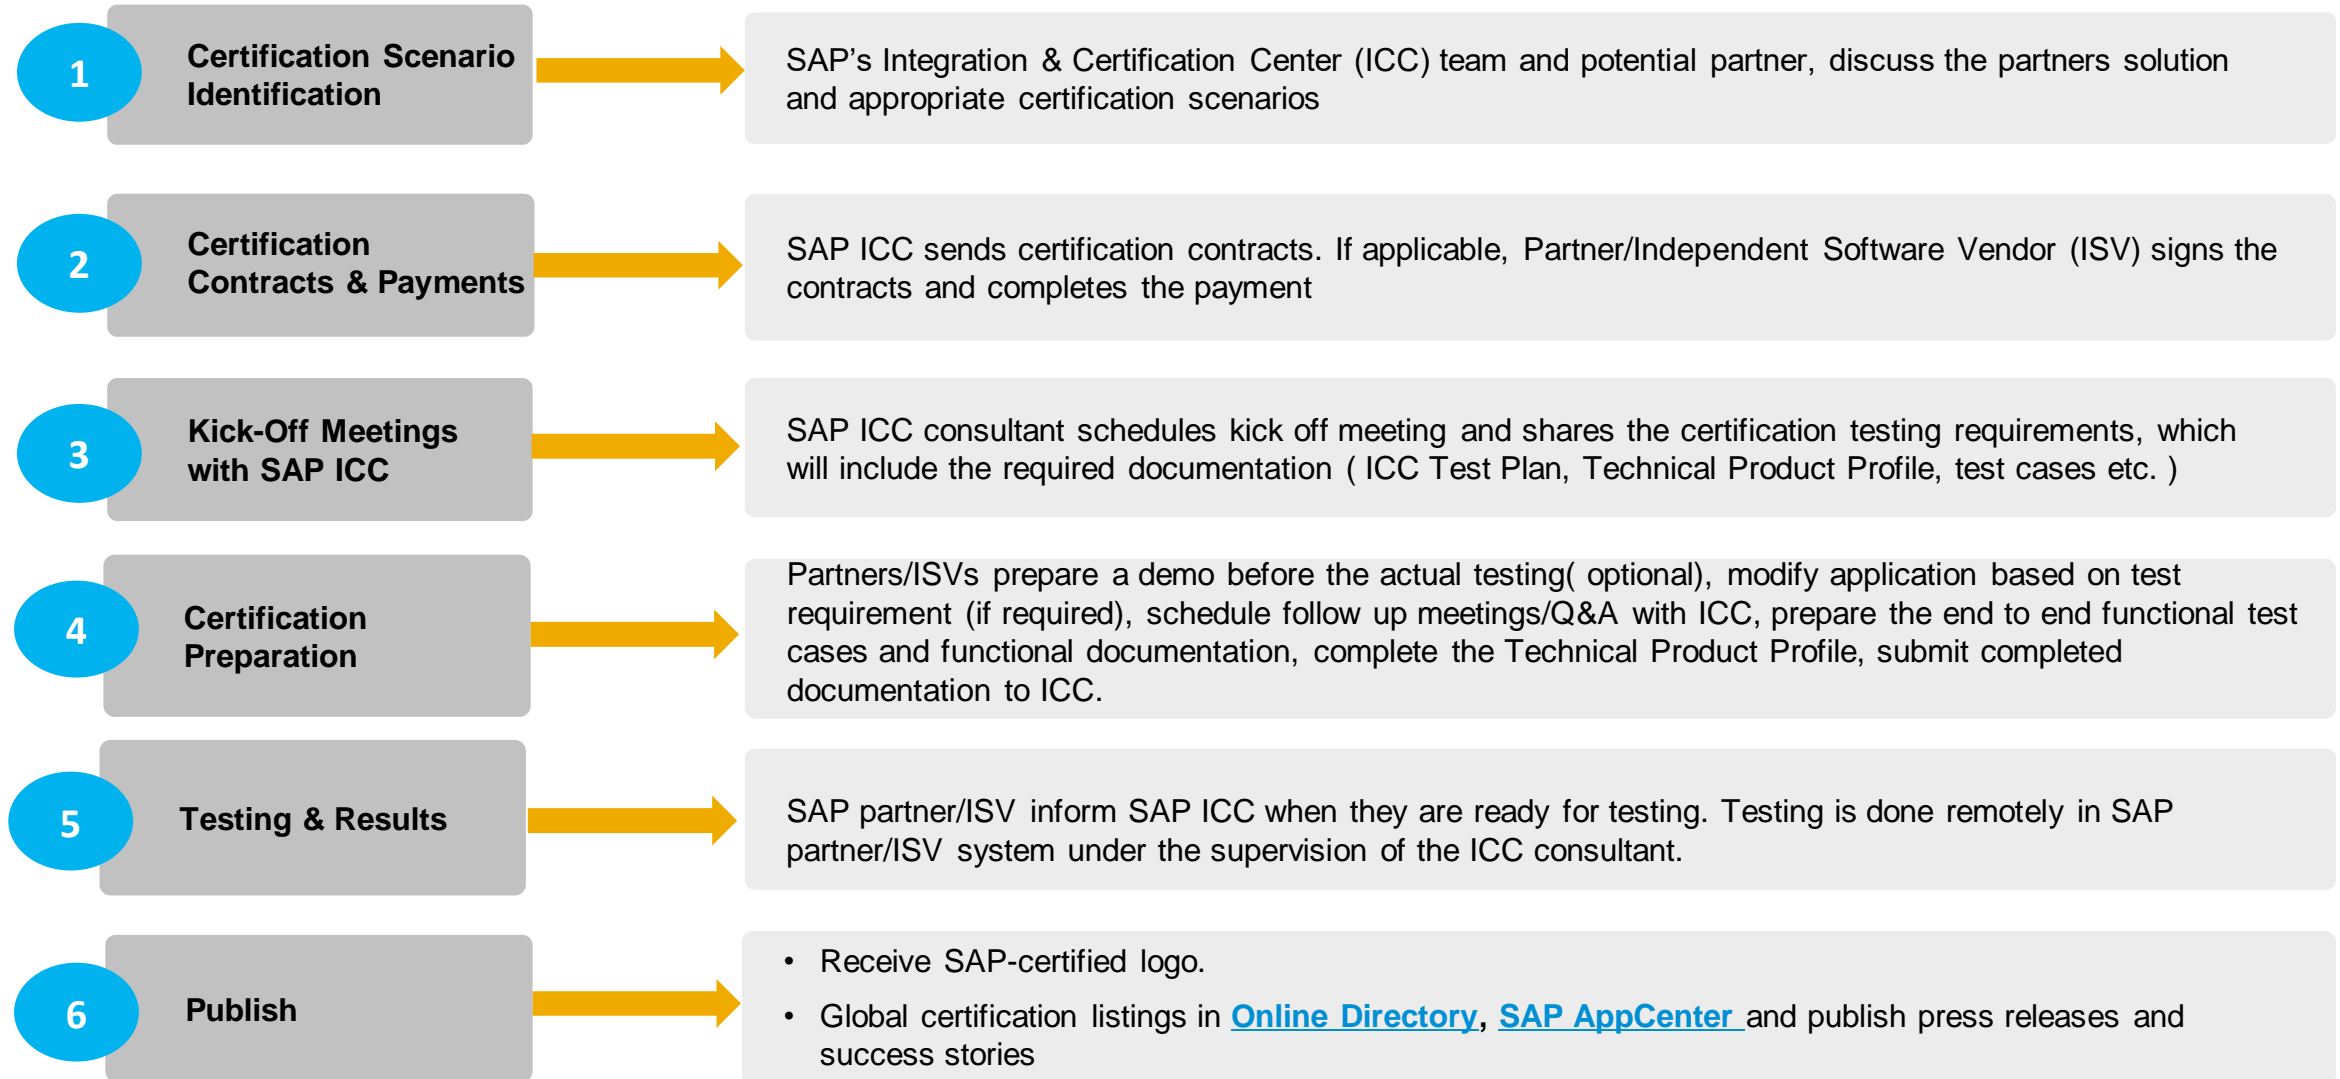 1
Certification Scenario
Identification
SAP’s Integration & Certification Center (ICC) team and potential partner, discuss the partners solution
and appropriate certification scenarios
2
Certification
Contracts & Payments
SAP ICC sends certification contracts. If applicable, Partner/Independent Software Vendor (ISV) signs the
contracts and completes the payment
3
Kick-Off Meetings
with SAP ICC
SAP ICC consultant schedules kick off meeting and shares the certification testing requirements, which
will include the required documentation ( ICC Test Plan, Technical Product Profile, test cases etc. )
4
Certification
Preparation
Partners/ISVs prepare a demo before the actual testing( optional), modify application based on test
requirement (if required), schedule follow up meetings/Q&A with ICC, prepare the end to end functional test
cases and functional documentation, complete the Technical Product Profile, submit completed
documentation to ICC.
5
Testing & Results
SAP partner/ISV inform SAP ICC when they are ready for testing. Testing is done remotely in SAP
partner/ISV system under the supervision of the ICC consultant.
6
Publish
• Receive SAP-certified logo.
• Global certification listings in Online Directory, SAP AppCenter and publish press releases and
success stories